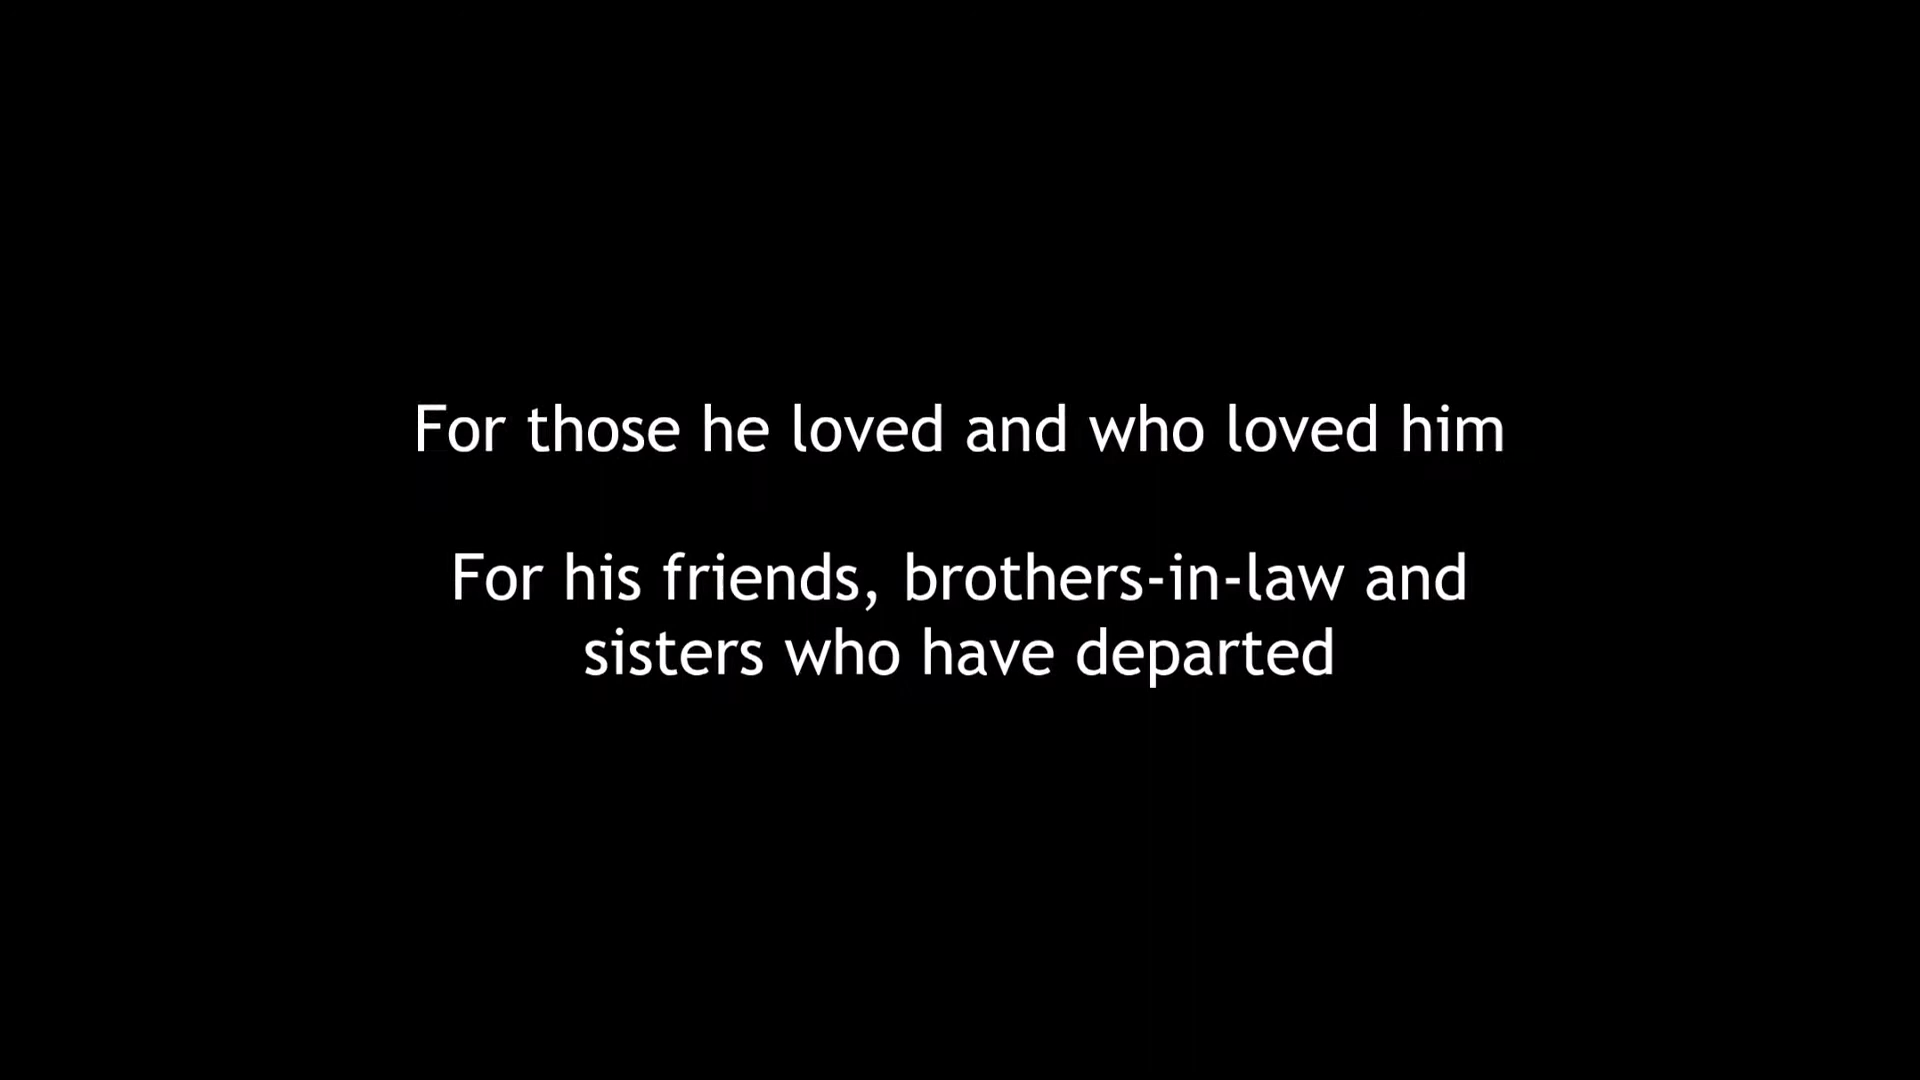 For those he loved and who loved him
For his friends, brothers-in-law and
sisters who have departed